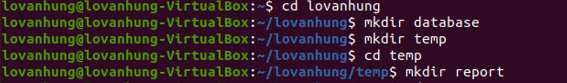 lovanhung@lovanhung-VirtualBox:~$ cd lovanhung
lovanhung@lovanhung-VirtualBox:~/lovanhung$ mkdir database
lovanhung@lovanhung-VirtualBox:~/lovanhung$ mkdir temp
lovanhung@lovanhung-VirtualBox:~/lovanhung$ cd temp
lovanhung@lovanhung-VirtualBox:~/lovanhung/temp$ mkdir report